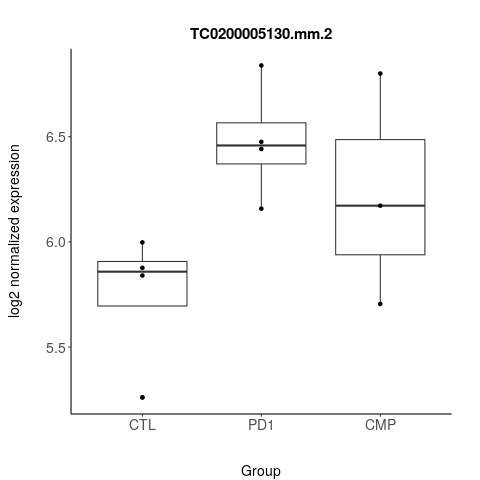 TC0200005130.mm.2
log2 normalized expression
6.5
6.0
5.5
CTL PD1 CMP
Group